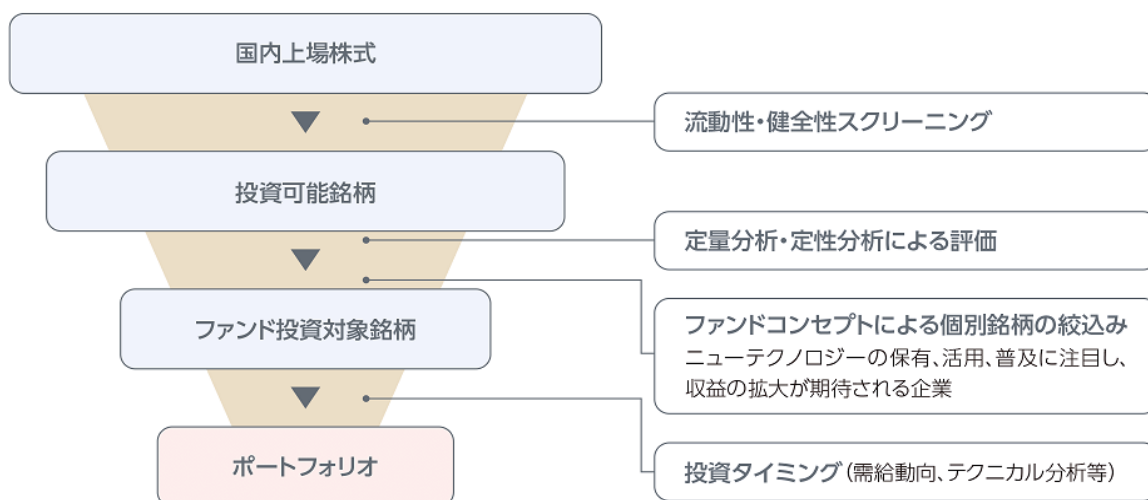 国内上場株式
流動性・健全性スクリーニング
投資可能銘柄
定量分析・定性分析による評価
ファンドコンセプトによる個別銘柄の絞込み
ニューテクノロジーの保有、活用、普及に注目し、
収益の拡大が期待される企業
ファンド投資対象銘柄
投資タイミング(需給動向、テクニカル分析等)
ポートフォリオ